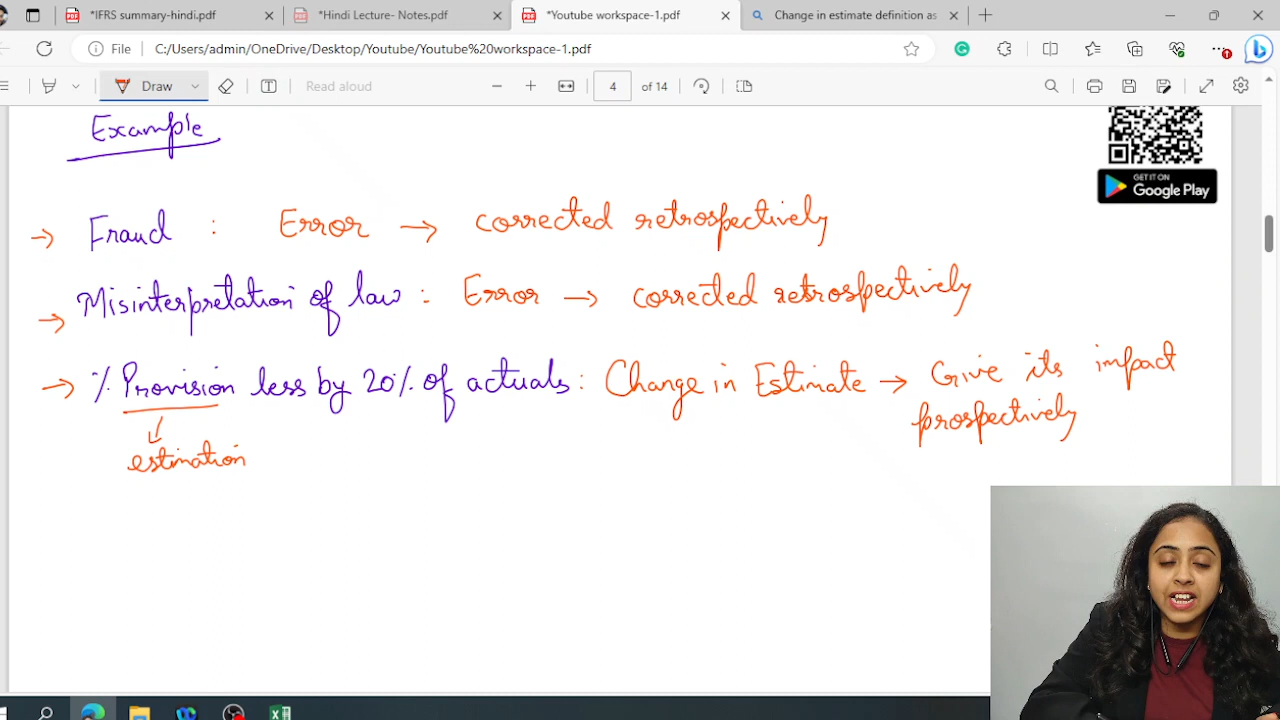 *IFRS summary-hindi.pdf
*Hindi Lecture- Notes.pdf
*Youtube workspace-1.pdf
Change in estimate definition as
File C:/Users/admin/OneDrive/Desktop/Youtube/Youtube%20workspace-1.pdf
Draw
Read aloud
4 of 14
Example
GET IT ON
Google Play
→ Fraud : Error → corrected retrospectively
→ Misinterpretation of law : Error → corrected retrospectively
→ % Provision less by 20% of actuals : Change in Estimate → Give its impact
prospectively
estimation